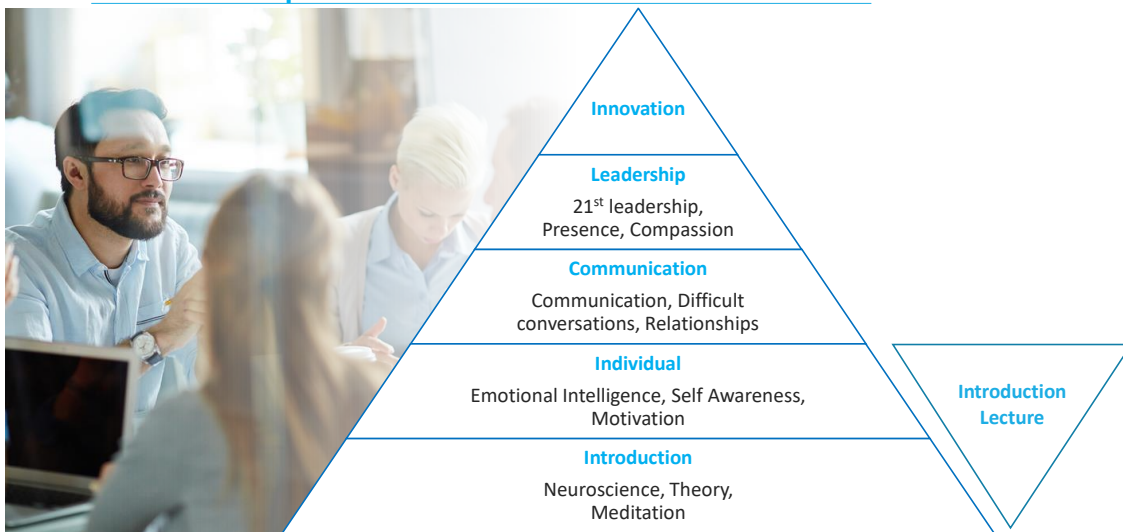 Innovation
Leadership
21st leadership,
Presence, Compassion
Communication
Communication, Difficult
conversations, Relationships
Individual
Emotional Intelligence, Self Awareness,
Motivation
Introduction
Neuroscience, Theory,
Meditation
Introduction
Lecture